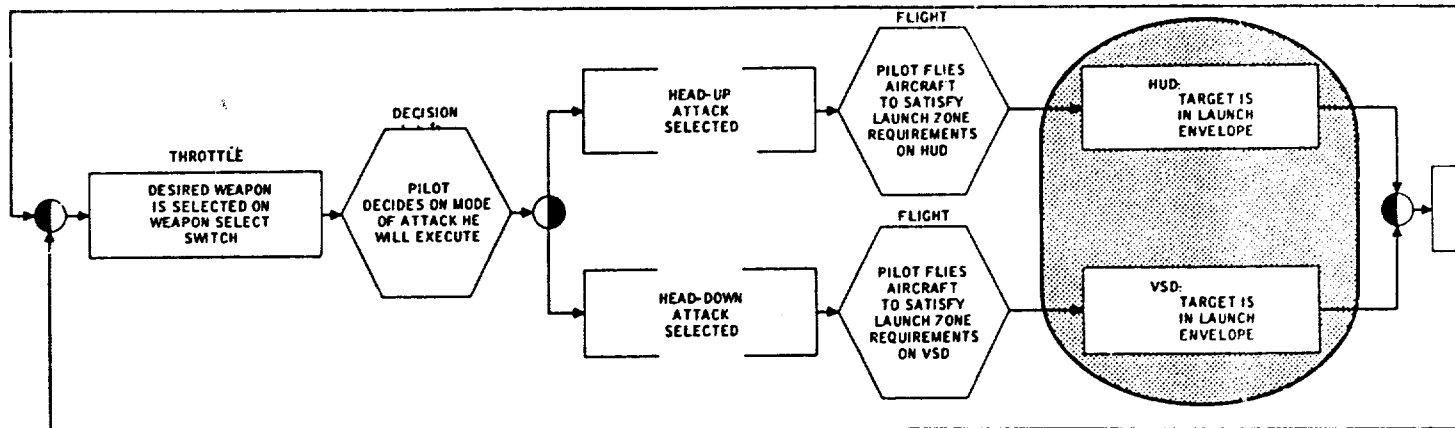 THROTTLE
DESIRED WEAPON
IS SELECTED ON
WEAPON SELECT
SWITCH
DECISION
PILOT
DECIDES ON MODE
OF ATTACK HE
WILL EXECUTE
HEAD-UP
ATTACK
SELECTED
FLIGHT
PILOT FLIES
AIRCRAFT
TO SATISFY
LAUNCH ZONE
REQUIREMENTS
ON HUD
HUD:
TARGET IS
IN LAUNCH
ENVELOPE
HEAD-DOWN
ATTACK
SELECTED
FLIGHT
PILOT FLIES
AIRCRAFT
TO SATISFY
LAUNCH ZONE
REQUIREMENTS
ON VSD
VSD:
TARGET IS
IN LAUNCH
ENVELOPE